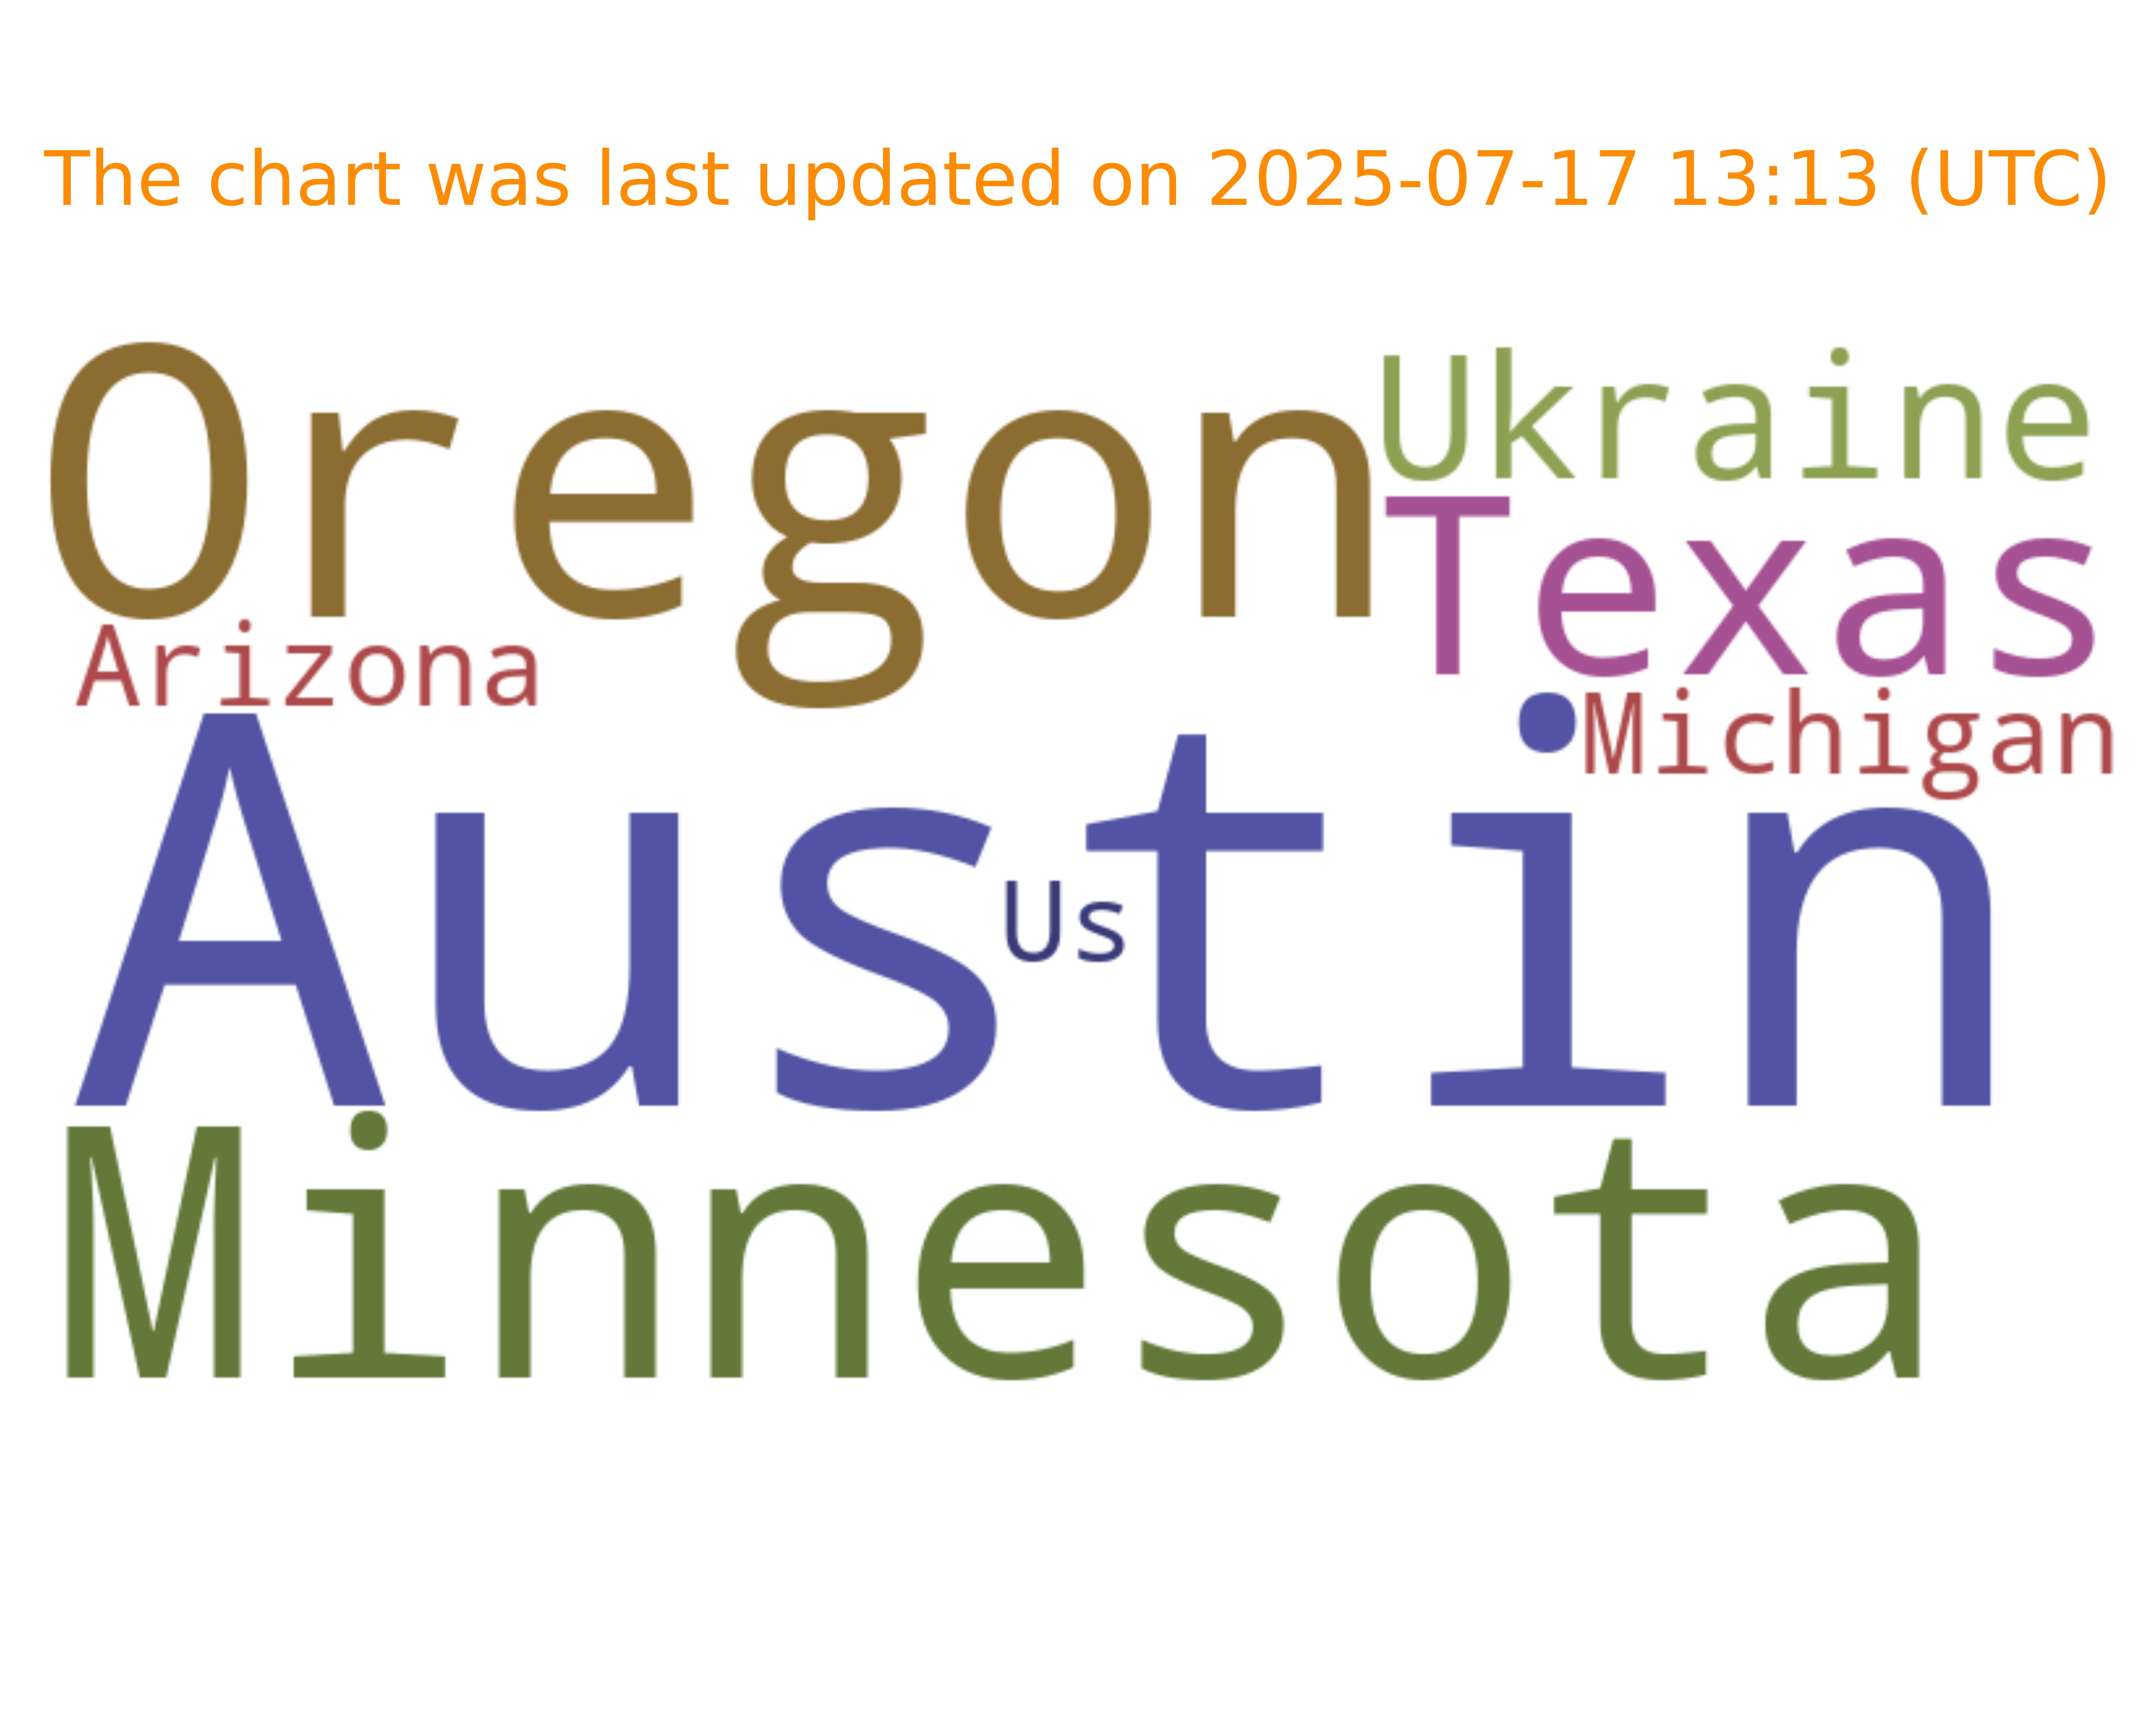 The chart was last updated on 2025-07-17 13:13 (UTC)
Oregon
Ukraine
Texas
Arizona
Michigan
Austin
Us
Minnesota